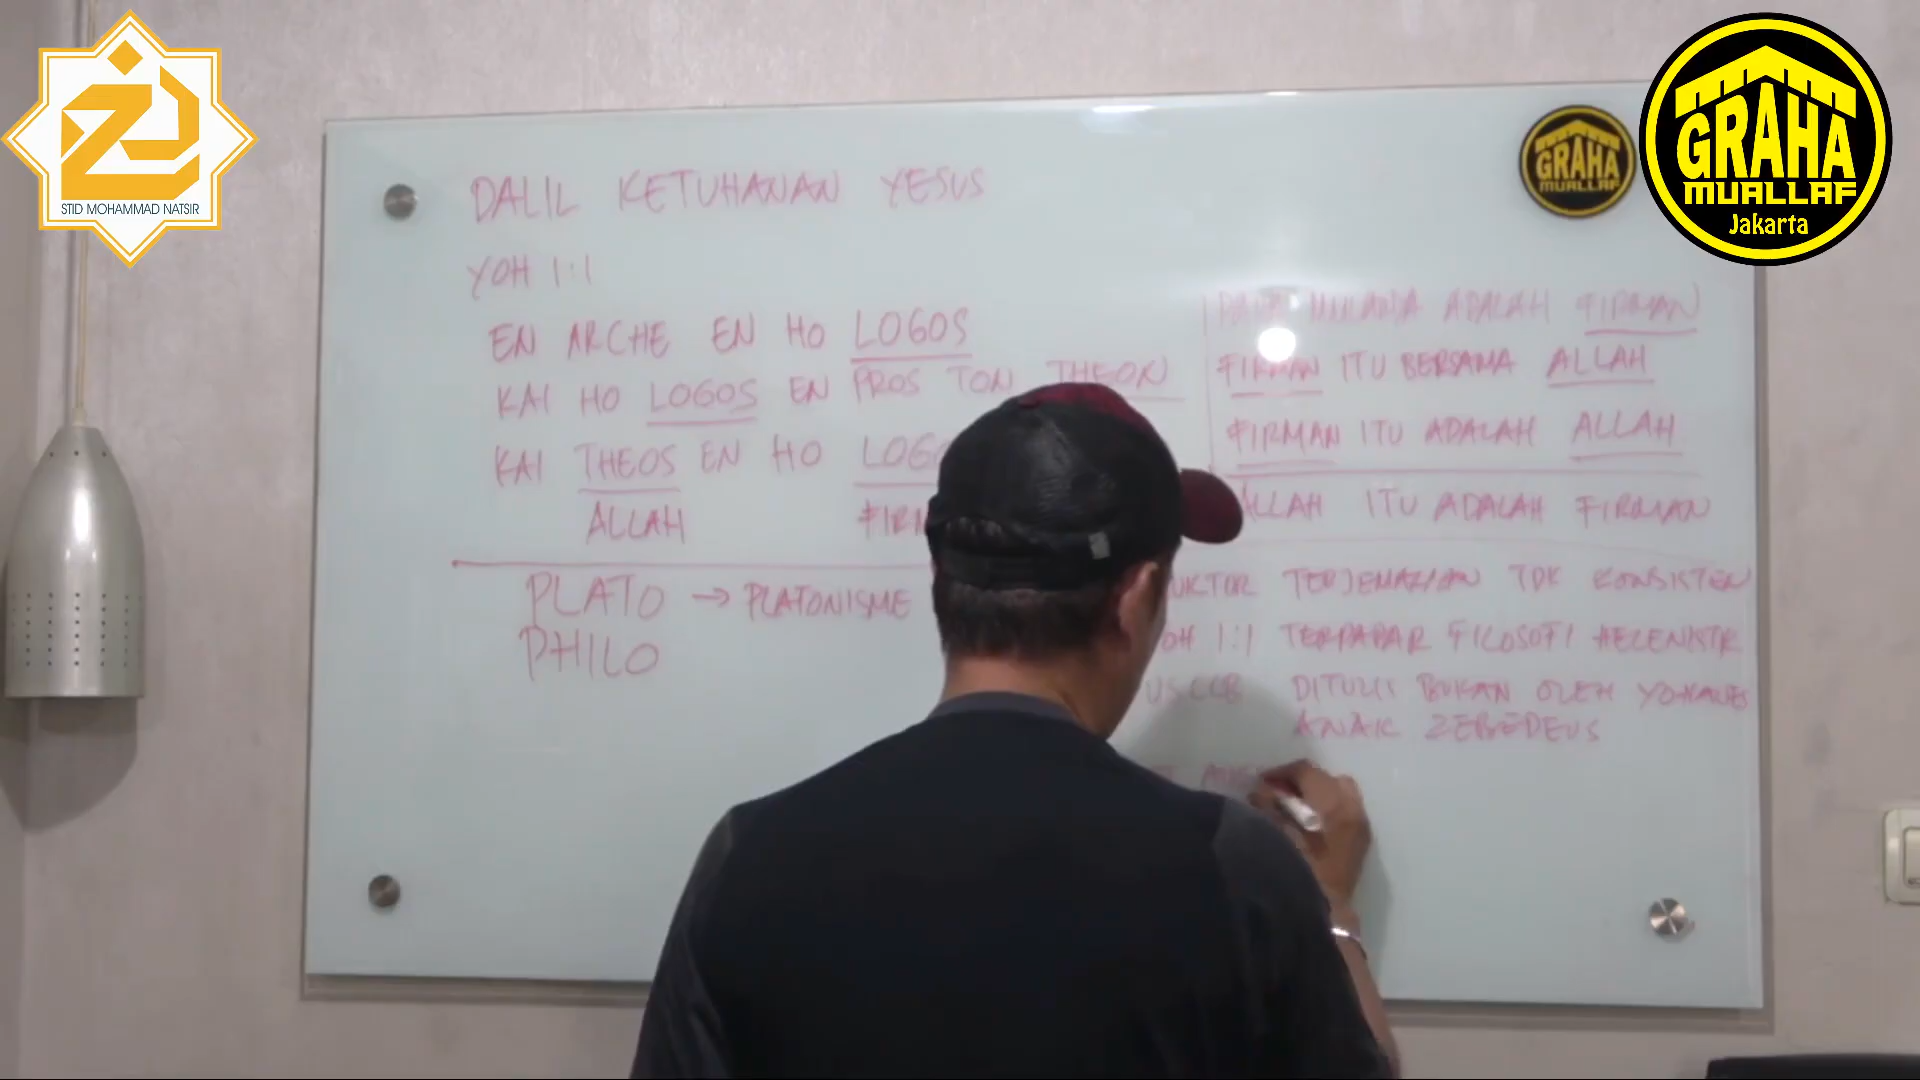 STID MOHAMMAD NATSIR
GRAHA
MUALLAF
Jakarta
GRAHA
MUALLAF
DALIL KETUHANAN YESUS
YOH 1:1
EN ARCHE EN HO LOGOS
KAI HO LOGOS EN PROS TON THEON
KAI THEOS EN HO
ALLAH
PLATO → PLATONISME
PHILO
ADALAH FIRMAN
FIRMAN ITU BERSAMA ALLAH
FIRMAN ITU ADALAH ALLAH
ALLAH ITU ADALAH FIRMAN
TERJEMAHAN TDK KONSISTEN
1:1 TERPAPAR FILOSOFI HELENISTK
USCCB DITULIS BUKAN OLEH YOHANES
ANAK ZEBEDEUS